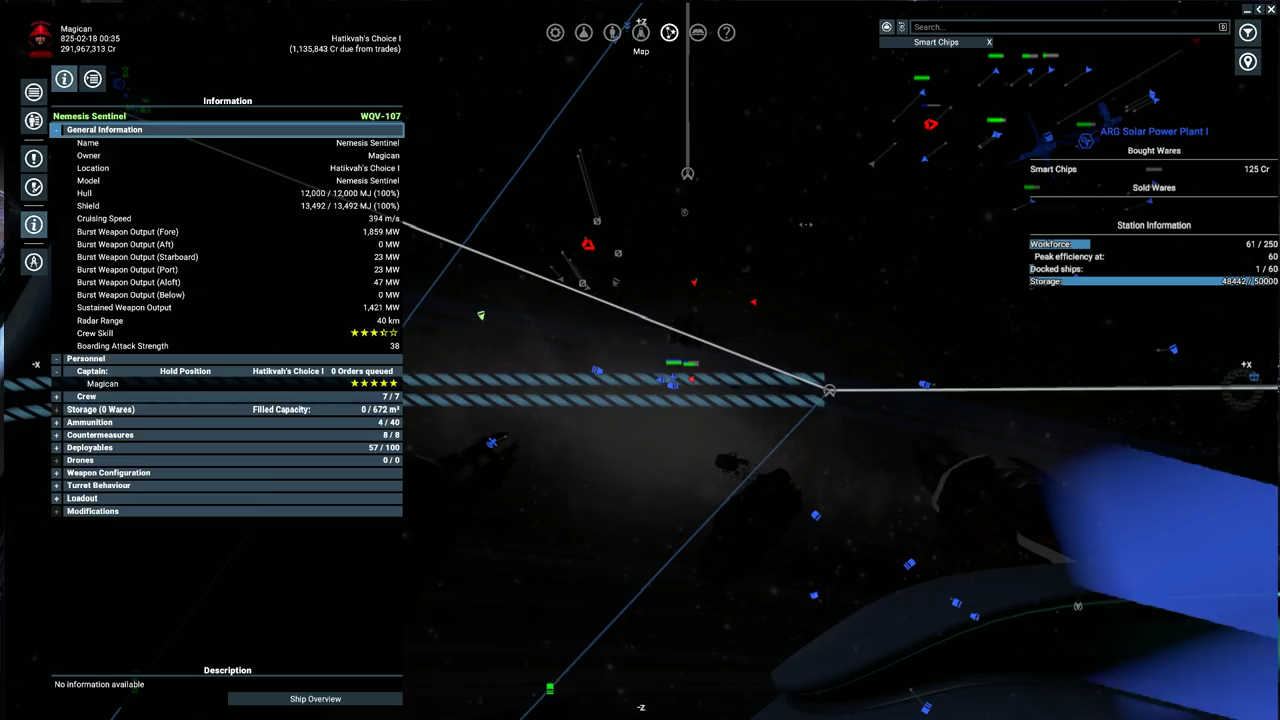 Magican
825-02-18 00:35
291,967,313 Cr
Hatikvah's Choice I
(1,135,843 Cr due from trades)
+Z
Map
Search...
Smart Chips X
Information
Nemesis Sentinel WQV-107
- General Information
Name Nemesis Sentinel
Owner Magican
Location Hatikvah's Choice I
Model Nemesis Sentinel
Hull 12,000 / 12,000 MJ (100%)
Shield 13,492 / 13,492 MJ (100%)
Cruising Speed 394 m/s
Burst Weapon Output (Fore) 1,859 MW
Burst Weapon Output (Aft) 0 MW
Burst Weapon Output (Starboard) 23 MW
Burst Weapon Output (Port) 23 MW
Burst Weapon Output (Aloft) 47 MW
Burst Weapon Output (Below) 0 MW
Sustained Weapon Output 1,421 MW
Radar Range 40 km
Crew Skill
Boarding Attack Strength 38
- Personnel
- Captain: Hold Position Hatikvah's Choice I 0 Orders queued
Magican
+ Crew 7 / 7
+ Storage (0 Wares) Filled Capacity: 0 / 672 m³
+ Ammunition 4 / 40
+ Countermeasures 8 / 8
+ Deployables 57 / 100
+ Drones 0 / 0
+ Weapon Configuration
+ Turret Behaviour
+ Loadout
+ Modifications
Description
No information available
Ship Overview
ARG Solar Power Plant I
Bought Wares
Smart Chips 125 Cr
Sold Wares
Station Information
Workforce: 61 / 250
Peak efficiency at: 60
Docked ships: 1 / 60
Storage: 48442 / 50000
-X
+X
-Z